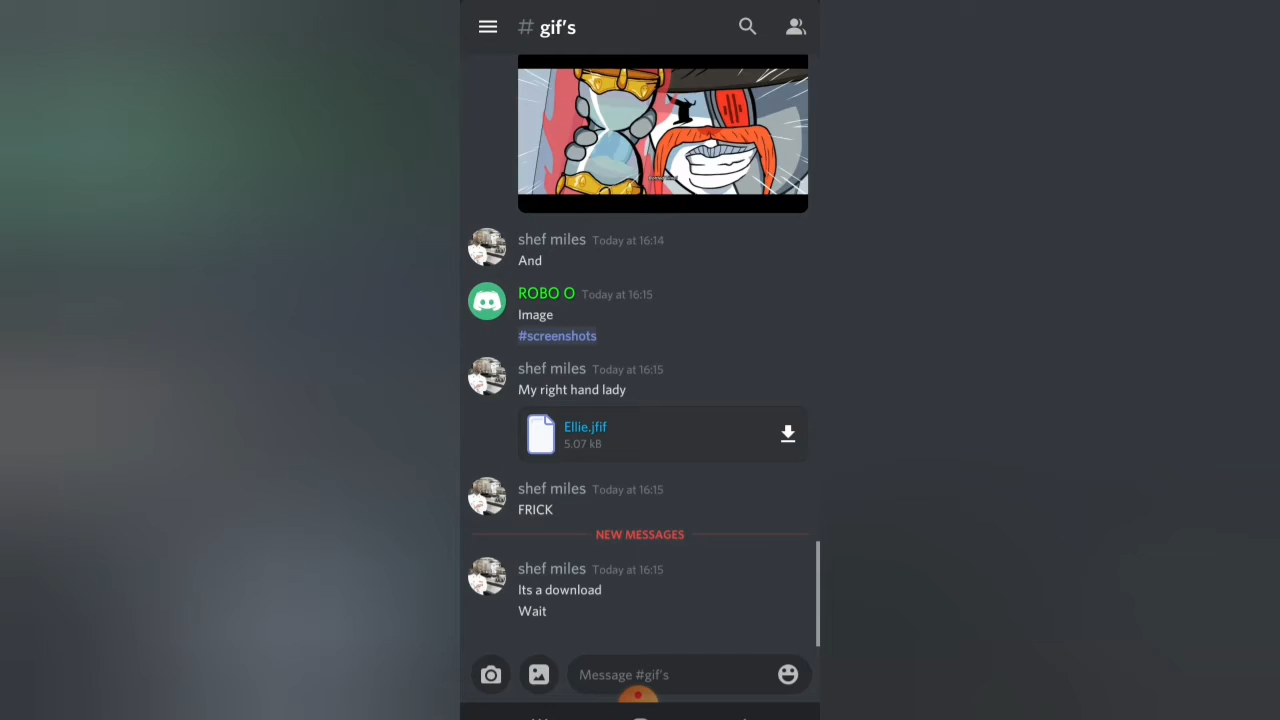 # gif's
shef miles Today at 16:14
And
ROBO O Today at 16:15
Image
#screenshots
shef miles Today at 16:15
My right hand lady
Ellie.jfif
5.07 kB
shef miles Today at 16:15
FRICK
NEW MESSAGES
shef miles Today at 16:15
Its a download
Wait
Message #gif's